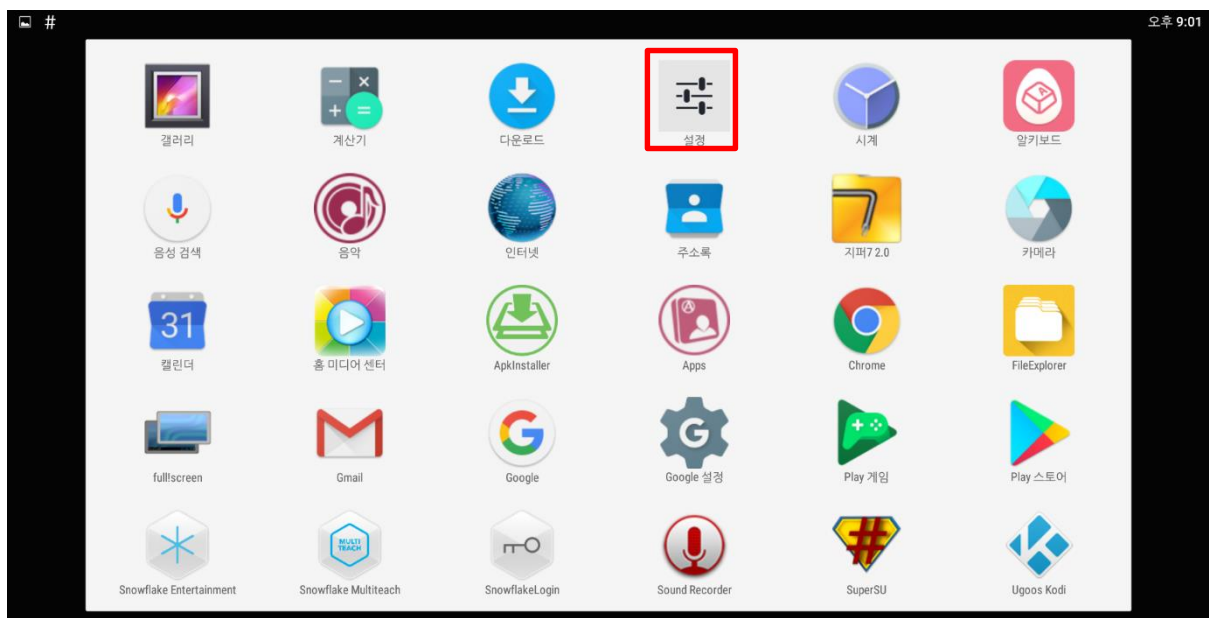 # 오후 9:01
갤러리 계산기 다운로드 설정 시계 알키보드
음성 검색 음악 인터넷 주소록 지퍼7 2.0 카메라
31
캘린더 홈 미디어 센터 ApkInstaller Apps Chrome FileExplorer
full!screen Gmail Google Google 설정 Play 게임 Play 스토어
MULTI
TEACH
Snowflake Entertainment Snowflake Multiteach SnowflakeLogin Sound Recorder SuperSU Ugoos Kodi